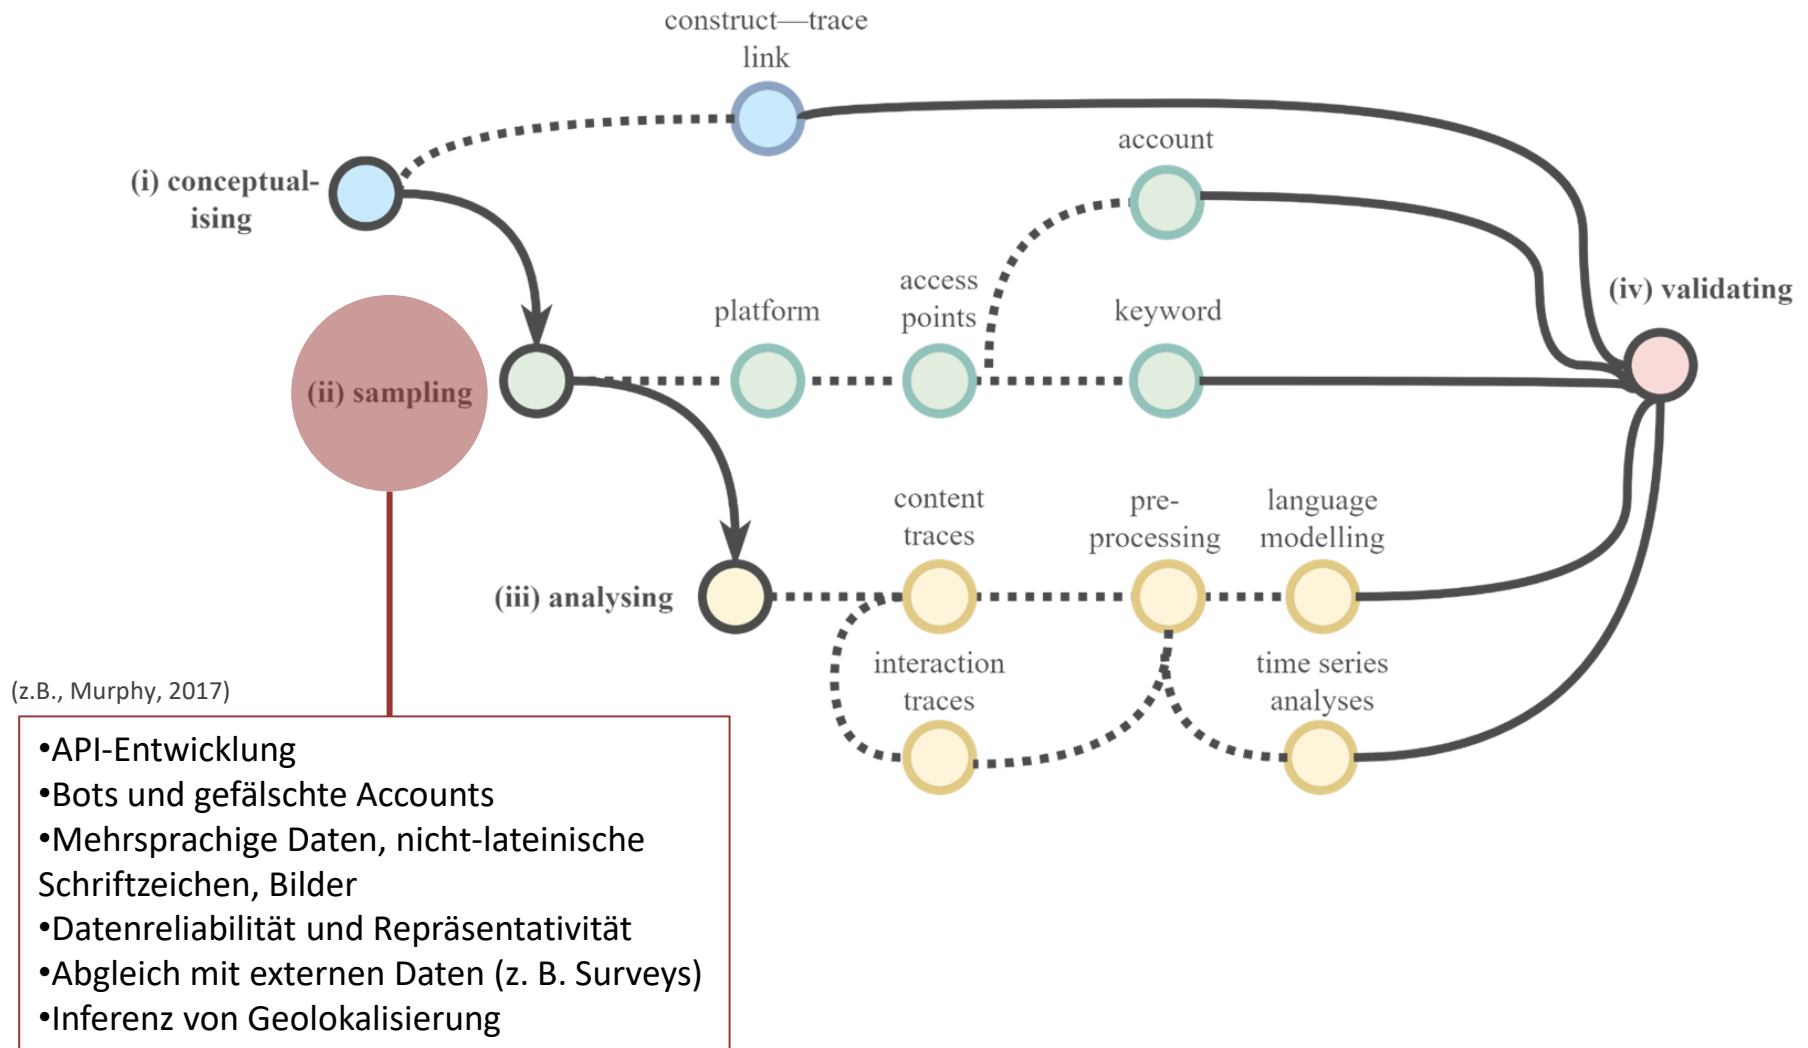 construct—trace
link
account
(i) conceptual-
ising
access
points
platform
keyword
(iv) validating
(ii) sampling
content
traces
pre-
processing
language
modelling
(iii) analysing
interaction
traces
time series
analyses
(z.B., Murphy, 2017)
•API-Entwicklung
•Bots und gefälschte Accounts
•Mehrsprachige Daten, nicht-lateinische
Schriftzeichen, Bilder
•Datenreliabilität und Repräsentativität
•Abgleich mit externen Daten (z. B. Surveys)
•Inferenz von Geolokalisierung